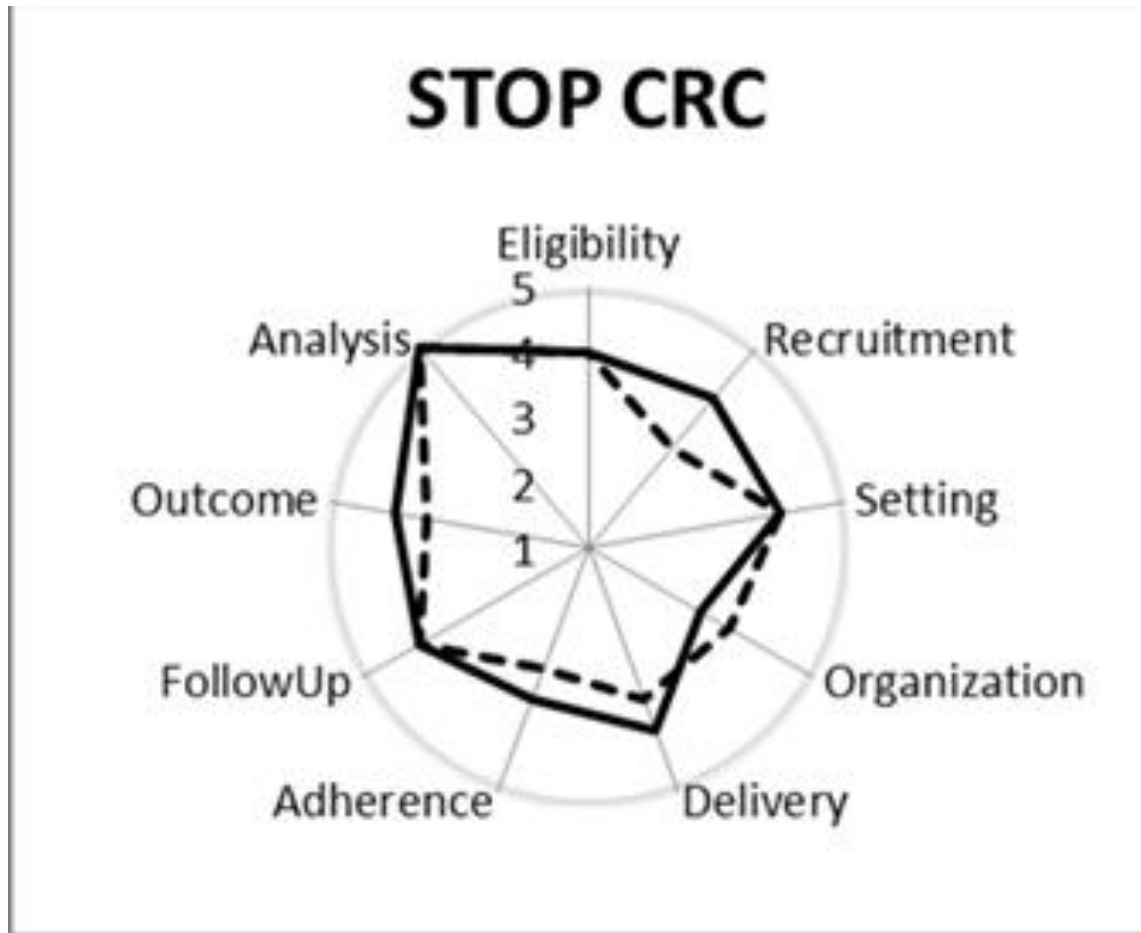 STOP CRC
Eligibility
5
Analysis
4
Recruitment
3
Outcome
2
Setting
1
FollowUp
Organization
Adherence
Delivery